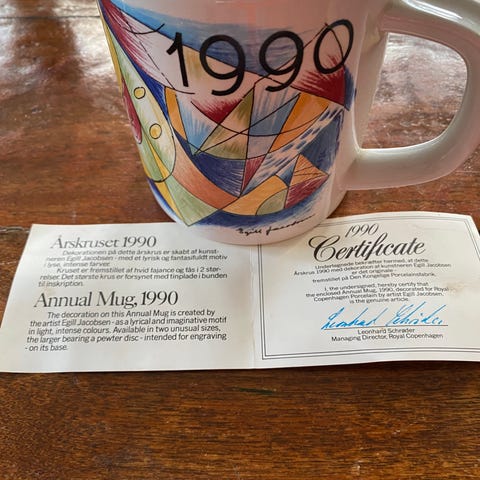 1990
Egill Jacobsen
Årskruset 1990
Dekorationen på dette årskrus er skabt af kunst-
neren Egill Jacobsen - med et lyrisk og fantasifuldt motiv
i lyse, intense farver.
Kruset er fremstillet af hvid fajance og fås i 2 stør-
relser. Det største krus er forsynet med tinplade i bunden
til inskription.
Annual Mug, 1990
The decoration on this Annual Mug is created by
the artist Egill Jacobsen - as a lyrical and imaginative motif
in light, intense colours. Available in two unusual sizes,
the larger bearing a pewter disc - intended for engraving
- on its base.
1990
Certificate
Undertegnede bekræfter hermed, at dette
Årskrus 1990 med dekoration af kunstneren Egill Jacobsen
er det originale -
fremstillet på Den Kongelige Porcelainsfabrik.
I, the undersigned, hereby certify that
the enclosed Annual Mug, 1990, decorated for Royal
Copenhagen Porcelain by artist Egill Jacobsen,
is the genuine article.
Leonhard Schrøder
Leonhard Schrøder
Managing Director, Royal Copenhagen